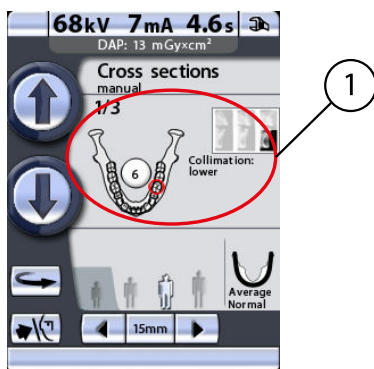 68kV 7mA 4.6s
DAP: 13 mGy×cm²
Cross sections
manual
1/3
6
Collimation:
lower
Average
Normal
15mm
1